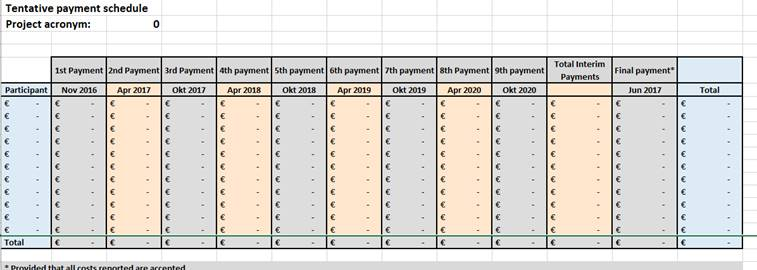 Tentative payment schedule
Project acronym: 0
1st Payment 2nd Payment 3rd Payment 4th payment 5th payment 6th payment 7th payment 8th Payment 9th payment Total Interim Payments Final payment*
Participant Nov 2016 Apr 2017 Okt 2017 Apr 2018 Okt 2018 Apr 2019 Okt 2019 Apr 2020 Okt 2020 Jun 2017 Total
€ - € - € - € - € - € - € - € - € - € - € - € - € -
€ - € - € - € - € - € - € - € - € - € - € - € - € -
€ - € - € - € - € - € - € - € - € - € - € - € - € -
€ - € - € - € - € - € - € - € - € - € - € - € - € -
€ - € - € - € - € - € - € - € - € - € - € - € - € -
€ - € - € - € - € - € - € - € - € - € - € - € - € -
€ - € - € - € - € - € - € - € - € - € - € - € - € -
€ - € - € - € - € - € - € - € - € - € - € - € - € -
€ - € - € - € - € - € - € - € - € - € - € - € - € -
€ - € - € - € - € - € - € - € - € - € - € - € - € -
€ - € - € - € - € - € - € - € - € - € - € - € - € -
Total € - € - € - € - € - € - € - € - € - € - € - € -
* Provided that all costs reported are accepted